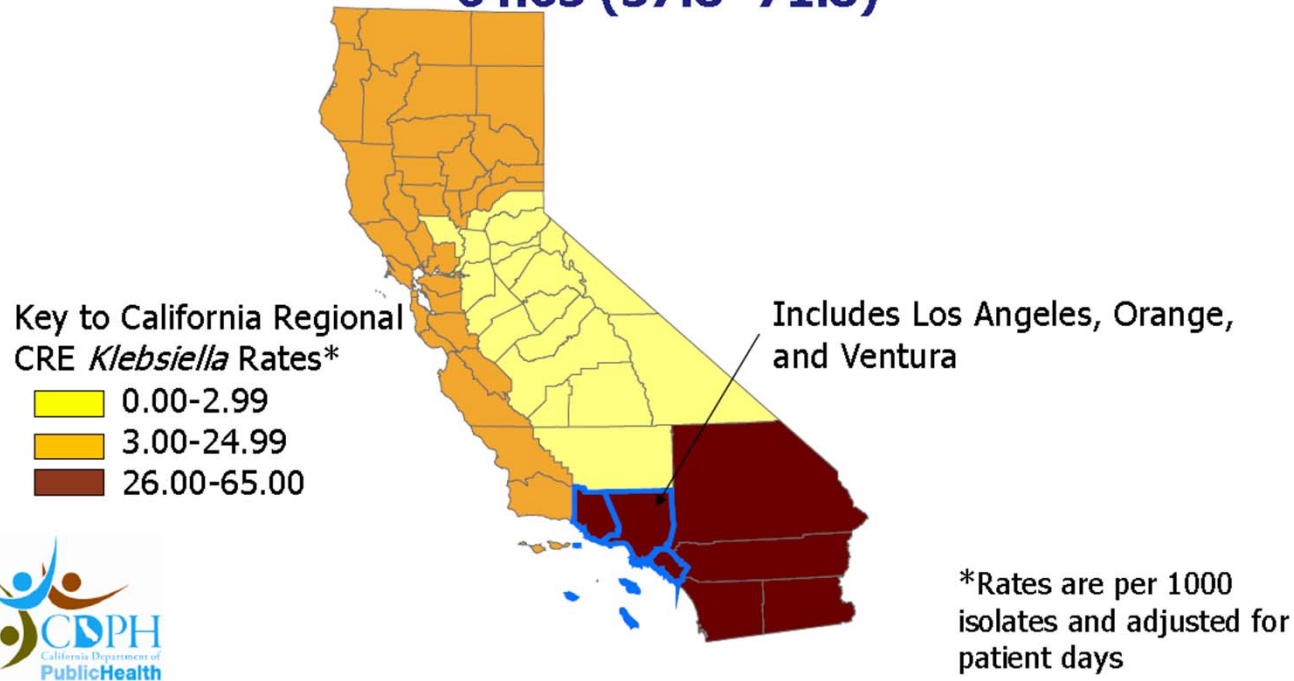 Key to California Regional
CRE Klebsiella Rates*
0.00-2.99
3.00-24.99
26.00-65.00
Includes Los Angeles, Orange,
and Ventura
*Rates are per 1000
isolates and adjusted for
patient days
CDPH
California Department of
PublicHealth